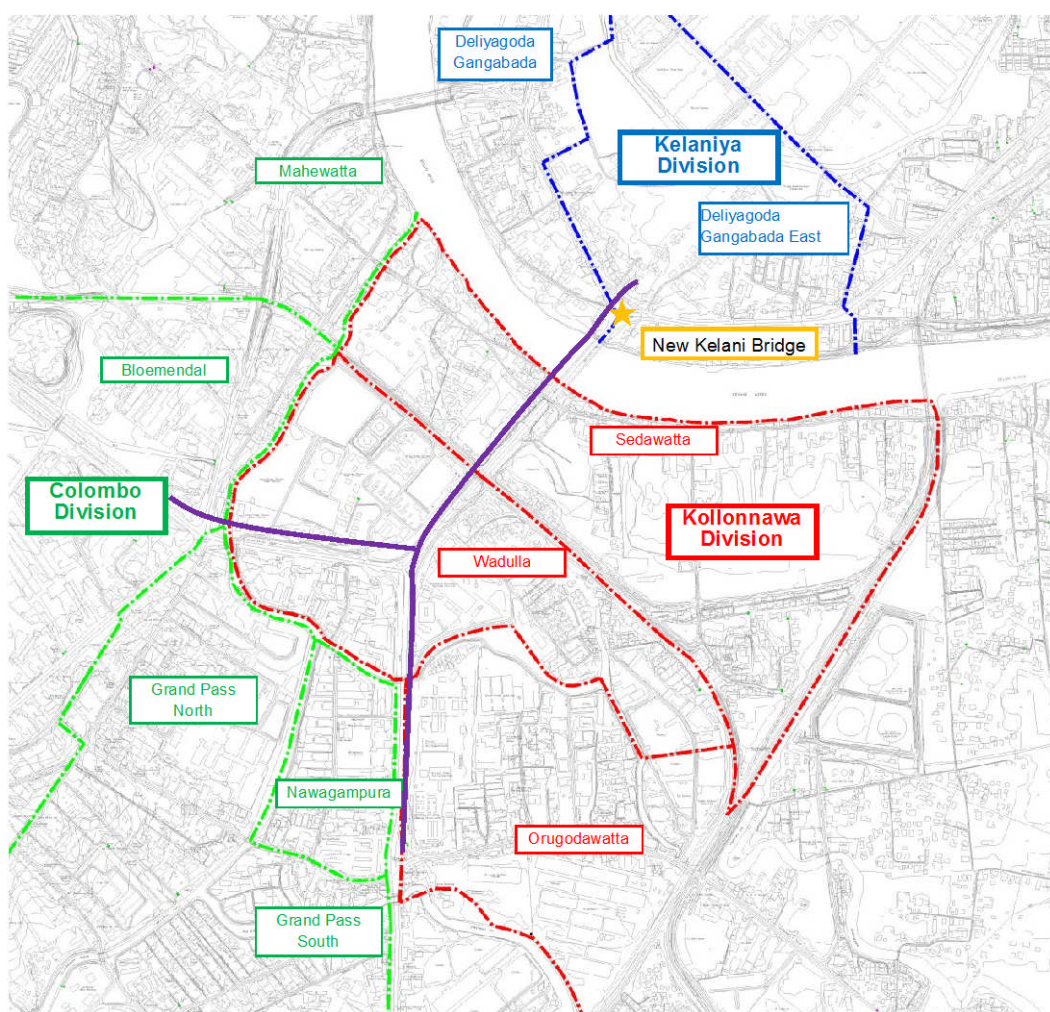 Deliyagoda
Gangabada
Kelaniya
Division
Mahewatta
Deliyagoda
Gangabada East
New Kelani Bridge
Bloemendal
Sedawatta
Colombo
Division
Kollonnawa
Division
Wadulla
Grand Pass
North
Nawagampura
Orugodawatta
Grand Pass
South